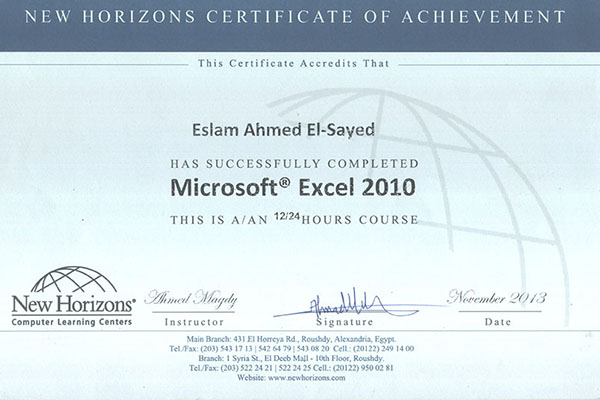 NEW HORIZONS CERTIFICATE OF ACHIEVEMENT
This Certificate Accredits That
Eslam Ahmed El-Sayed
HAS SUCCESSFULLY COMPLETED
Microsoft® Excel 2010
THIS IS A/AN 12/24 HOURS COURSE
New Horizons®
Computer Learning Centers
Ahmed Magdy
Instructor
Signature
November 2013
Date
Main Branch: 431 El Horreya Rd., Roushdy, Alexandria, Egypt.
Tel./Fax: (203) 543 17 13 | 542 64 79 | 543 08 20 Cell.: (20122) 249 14 00
Branch: 1 Syria St., El Deeb Mall - 10th Floor, Roushdy.
Tel./Fax: (203) 522 24 21 | 522 24 25 Cell.: (20122) 950 02 81
Website: www.newhorizons.com